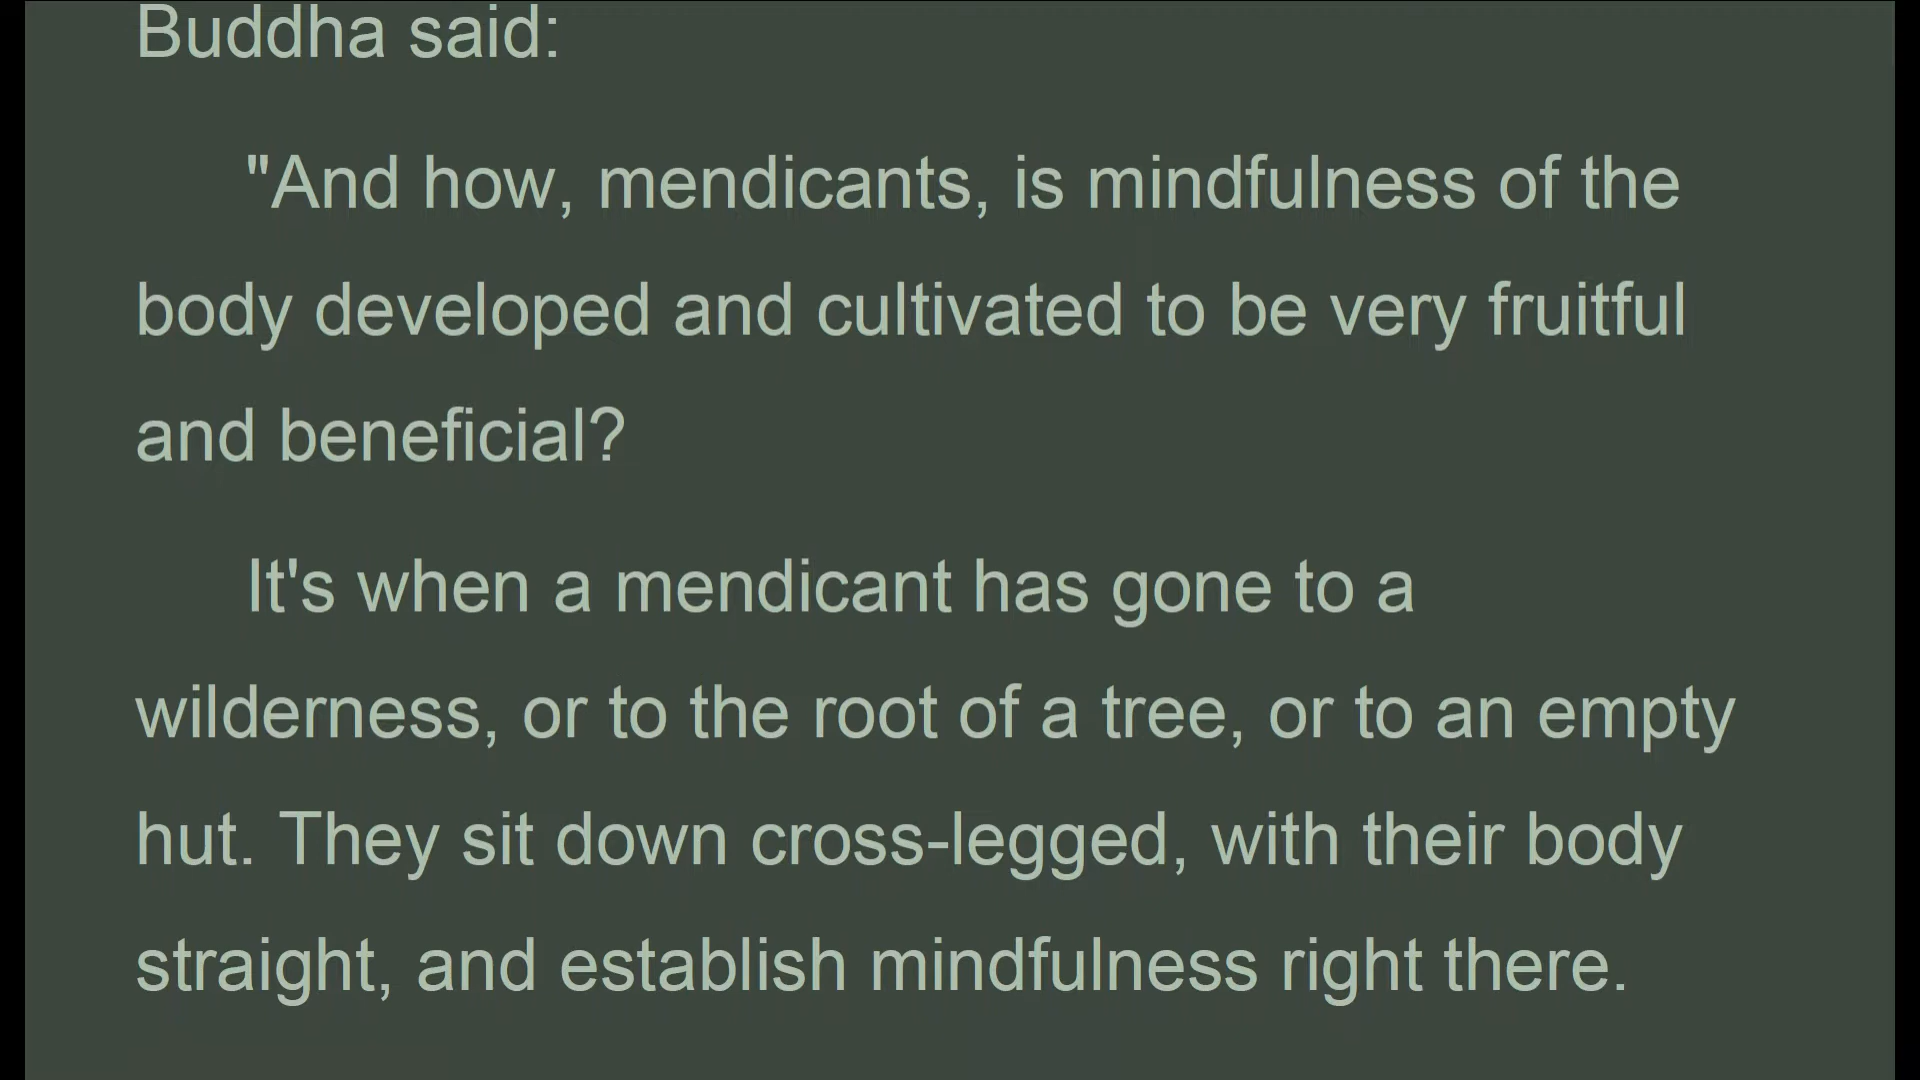 Buddha said:
"And how, mendicants, is mindfulness of the
body developed and cultivated to be very fruitful
and beneficial?
It's when a mendicant has gone to a
wilderness, or to the root of a tree, or to an empty
hut. They sit down cross-legged, with their body
straight, and establish mindfulness right there.